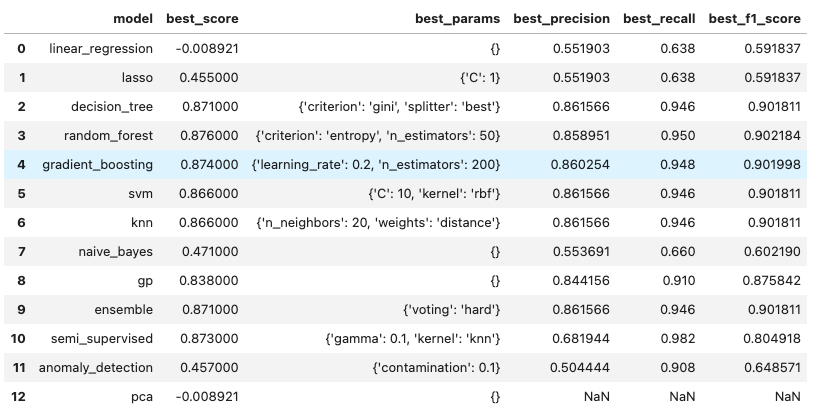 model best_score best_params best_precision best_recall best_f1_score
0 linear_regression -0.008921 {} 0.551903 0.638 0.591837
1 lasso 0.455000 {'C': 1} 0.551903 0.638 0.591837
2 decision_tree 0.871000 {'criterion': 'gini', 'splitter': 'best'} 0.861566 0.946 0.901811
3 random_forest 0.876000 {'criterion': 'entropy', 'n_estimators': 50} 0.858951 0.950 0.902184
4 gradient_boosting 0.874000 {'learning_rate': 0.2, 'n_estimators': 200} 0.860254 0.948 0.901998
5 svm 0.866000 {'C': 10, 'kernel': 'rbf'} 0.861566 0.946 0.901811
6 knn 0.866000 {'n_neighbors': 20, 'weights': 'distance'} 0.861566 0.946 0.901811
7 naive_bayes 0.471000 {} 0.553691 0.660 0.602190
8 gp 0.838000 {} 0.844156 0.910 0.875842
9 ensemble 0.871000 {'voting': 'hard'} 0.861566 0.946 0.901811
10 semi_supervised 0.873000 {'gamma': 0.1, 'kernel': 'knn'} 0.681944 0.982 0.804918
11 anomaly_detection 0.457000 {'contamination': 0.1} 0.504444 0.908 0.648571
12 pca -0.008921 {} NaN NaN NaN